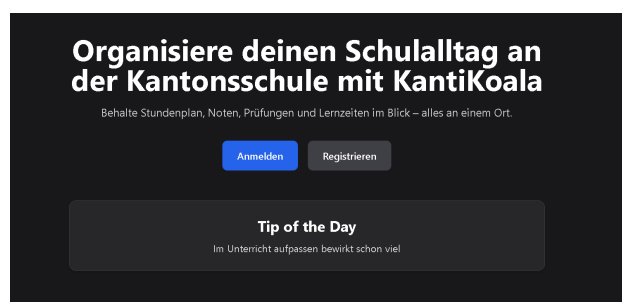 Organisiere deinen Schulalltag an
der Kantonsschule mit KantiKoala
Behalte Stundenplan, Noten, Prüfungen und Lernzeiten im Blick – alles an einem Ort.
Anmelden
Registrieren
Tip of the Day
Im Unterricht aufpassen bewirkt schon viel